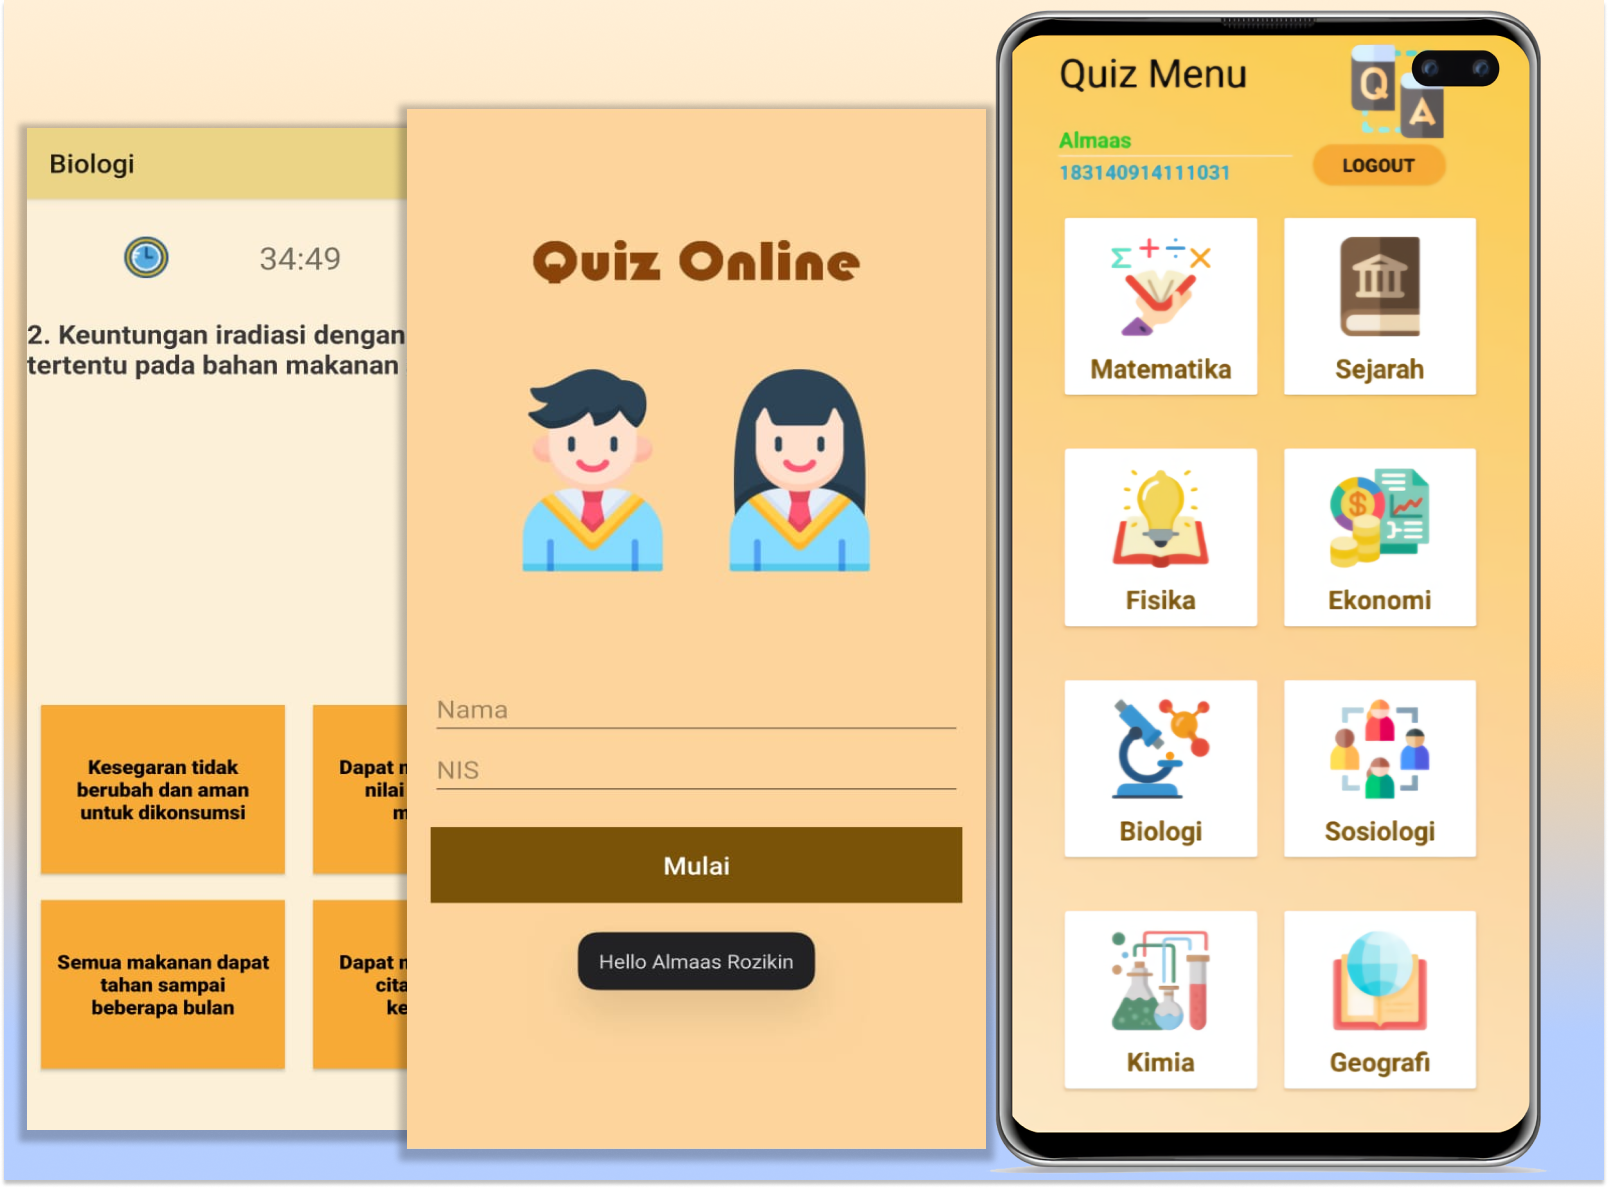 Biologi
34:49
2. Keuntungan iradiasi dengan
tertentu pada bahan makanan
Kesegaran tidak
berubah dan aman
untuk dikonsumsi
Dapat
nilai
Semua makanan dapat
tahan sampai
beberapa bulan
Dapat
Quiz Online
Nama
NIS
Mulai
Hello Almaas Rozikin
Quiz Menu
Q
A
Almaas
183140914111031
LOGOUT
Matematika
Sejarah
Fisika
Ekonomi
Biologi
Sosiologi
Kimia
Geografi